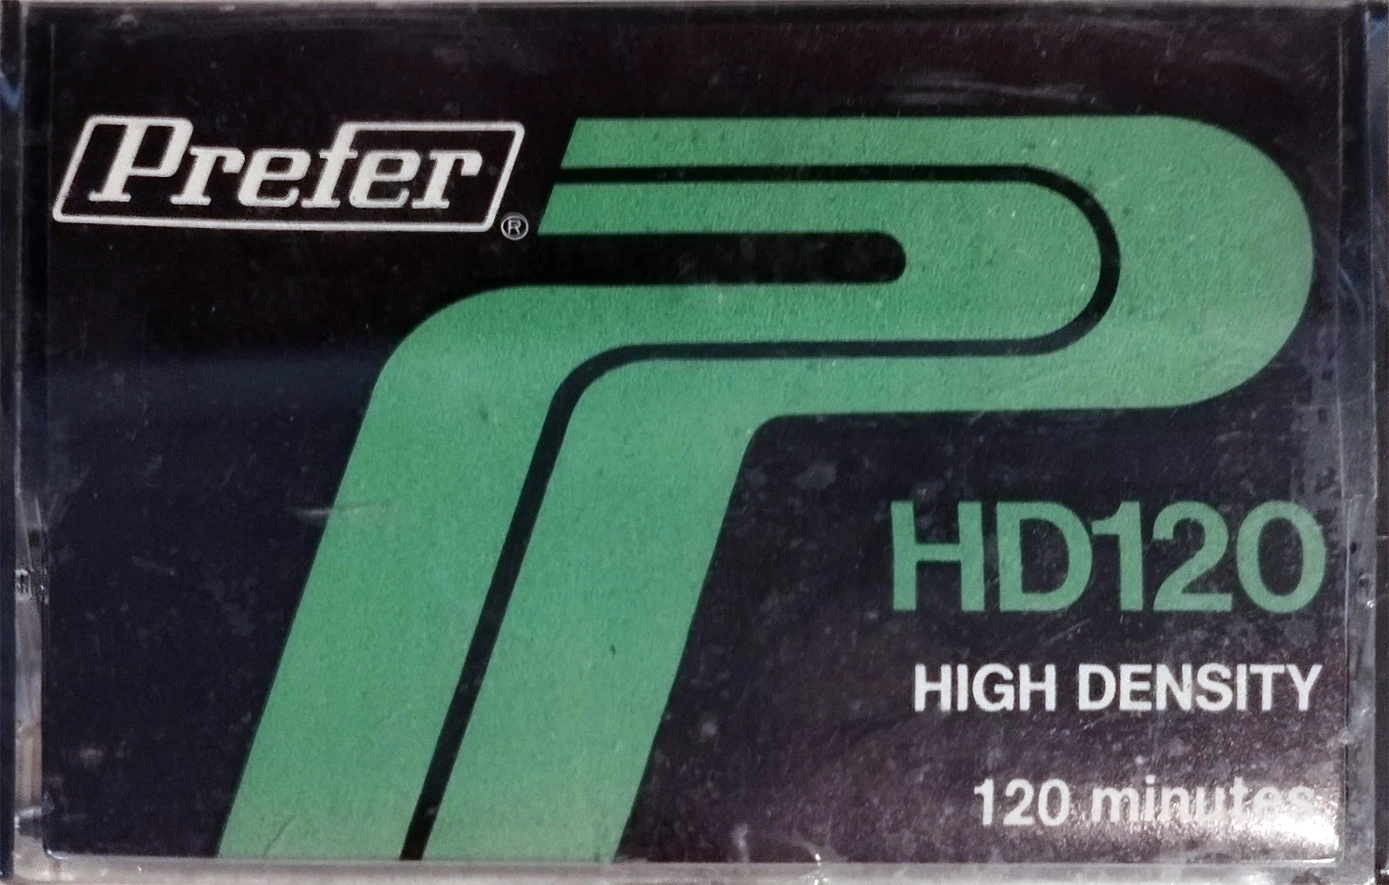 Prefer®
HD120
HIGH DENSITY
120 minutes